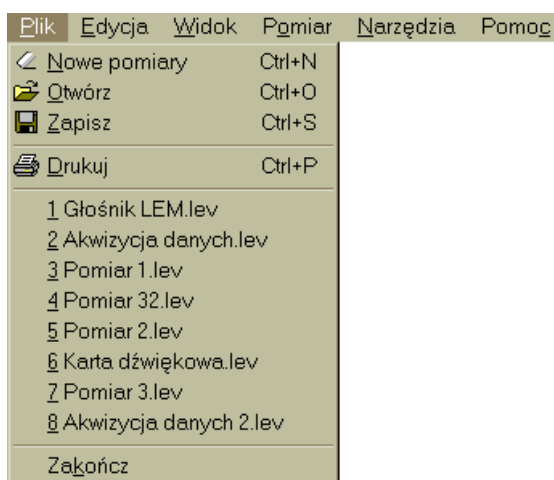 Plik Edycja Widok Pomiar Narzędzia Pomoc
Nowe pomiary Ctrl+N
Otwórz Ctrl+O
Zapisz Ctrl+S
Drukuj Ctrl+P
1 Głośnik LEM.lev
2 Akwizycja danych.lev
3 Pomiar 1.lev
4 Pomiar 32.lev
5 Pomiar 2.lev
6 Karta dźwiękowa.lev
7 Pomiar 3.lev
8 Akwizycja danych 2.lev
Zakończ